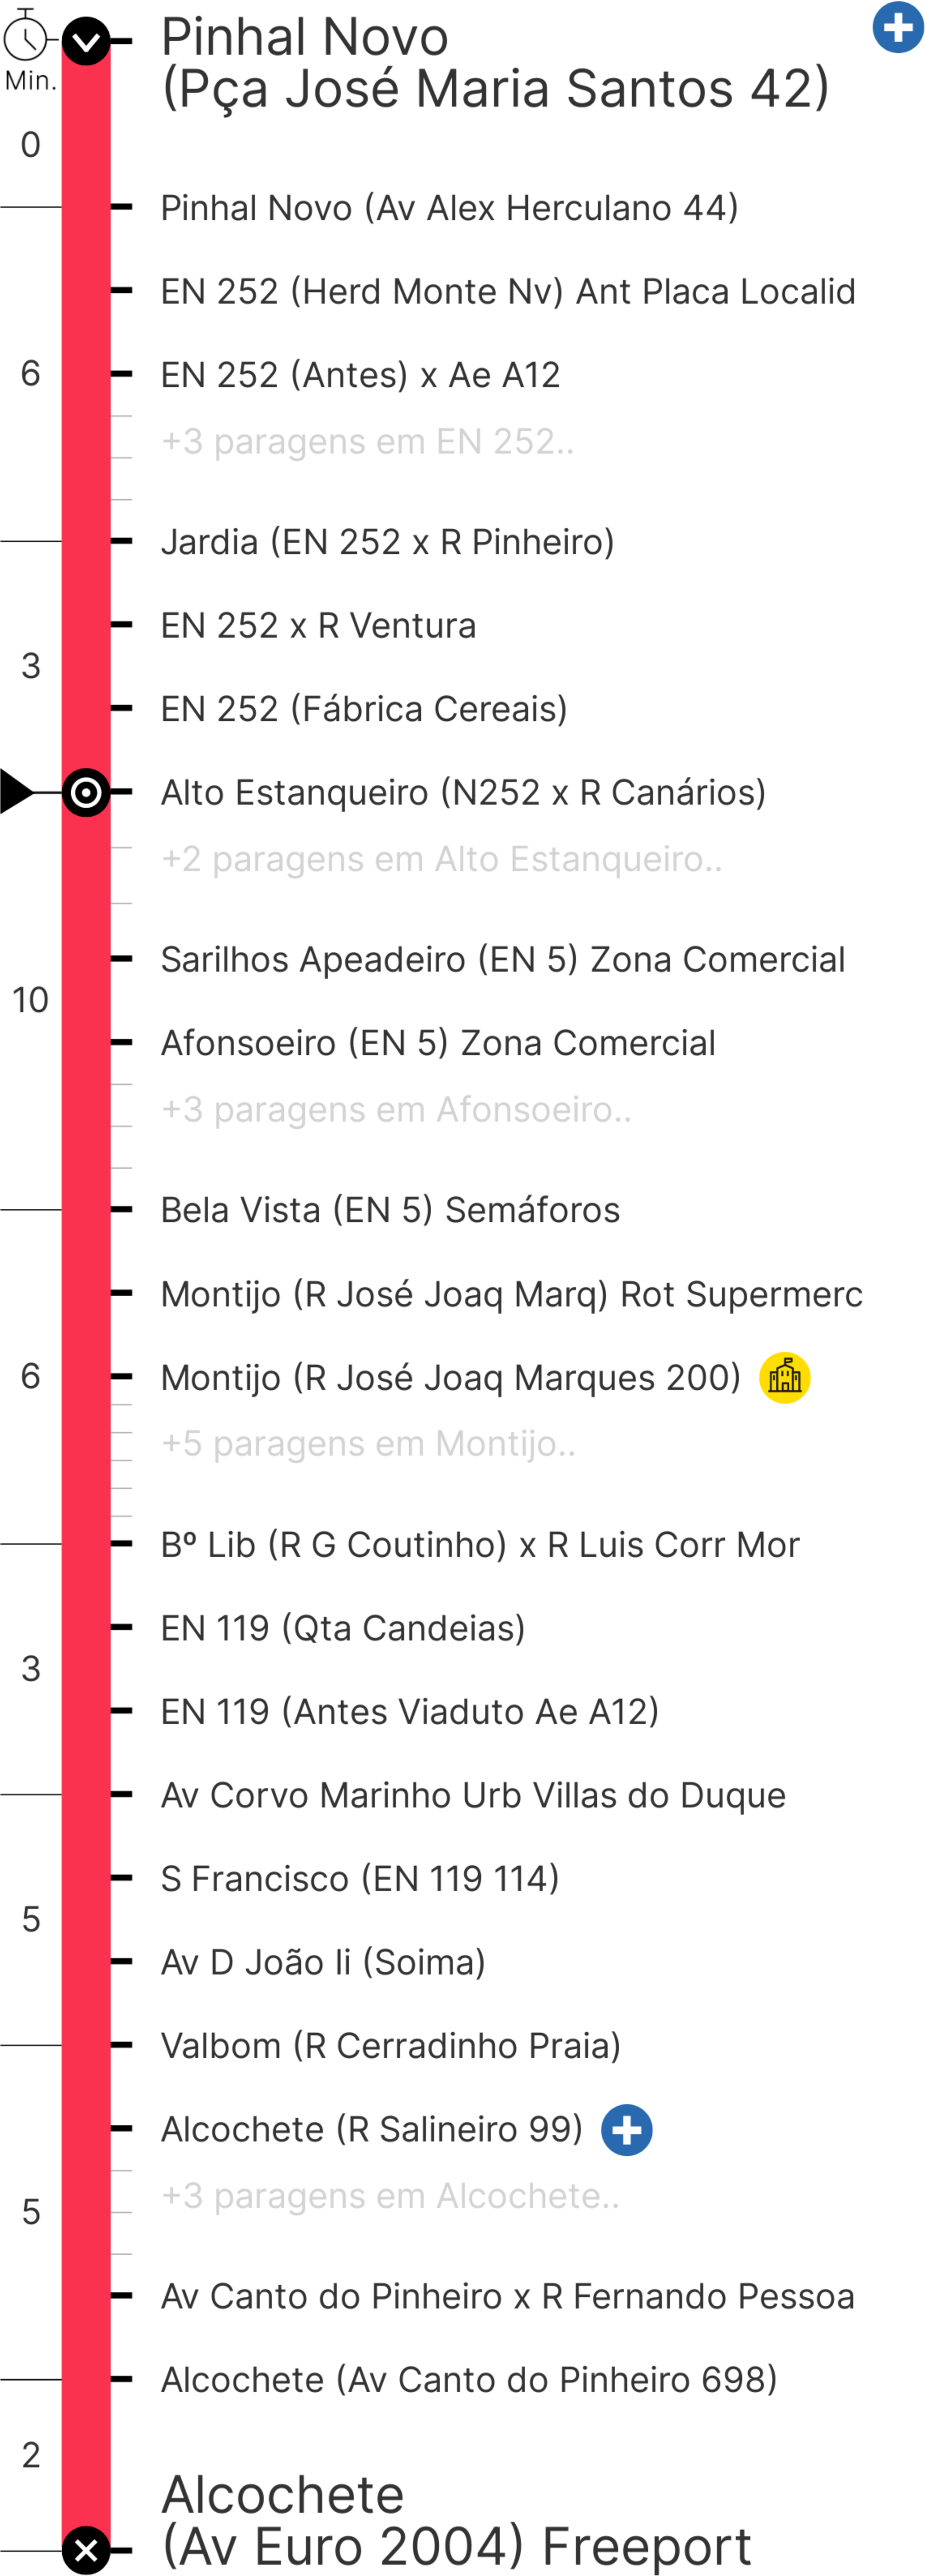 Pinhal Novo
(Pça José Maria Santos 42)
Min.
0
Pinhal Novo (Av Alex Herculano 44)
EN 252 (Herd Monte Nv) Ant Placa Localid
6
EN 252 (Antes) x Ae A12
+3 paragens em EN 252..
Jardia (EN 252 x R Pinheiro)
EN 252 x R Ventura
3
EN 252 (Fábrica Cereais)
Alto Estanqueiro (N252 x R Canários)
+2 paragens em Alto Estanqueiro..
Sarilhos Apeadeiro (EN 5) Zona Comercial
10
Afonsoeiro (EN 5) Zona Comercial
+3 paragens em Afonsoeiro..
Bela Vista (EN 5) Semáforos
Montijo (R José Joaq Marq) Rot Supermerc
6
Montijo (R José Joaq Marques 200)
+5 paragens em Montijo..
Bº Lib (R G Coutinho) x R Luis Corr Mor
EN 119 (Qta Candeias)
3
EN 119 (Antes Viaduto Ae A12)
Av Corvo Marinho Urb Villas do Duque
S Francisco (EN 119 114)
5
Av D João Ii (Soima)
Valbom (R Cerradinho Praia)
Alcochete (R Salineiro 99)
+3 paragens em Alcochete..
5
Av Canto do Pinheiro x R Fernando Pessoa
Alcochete (Av Canto do Pinheiro 698)
2
Alcochete
(Av Euro 2004) Freeport